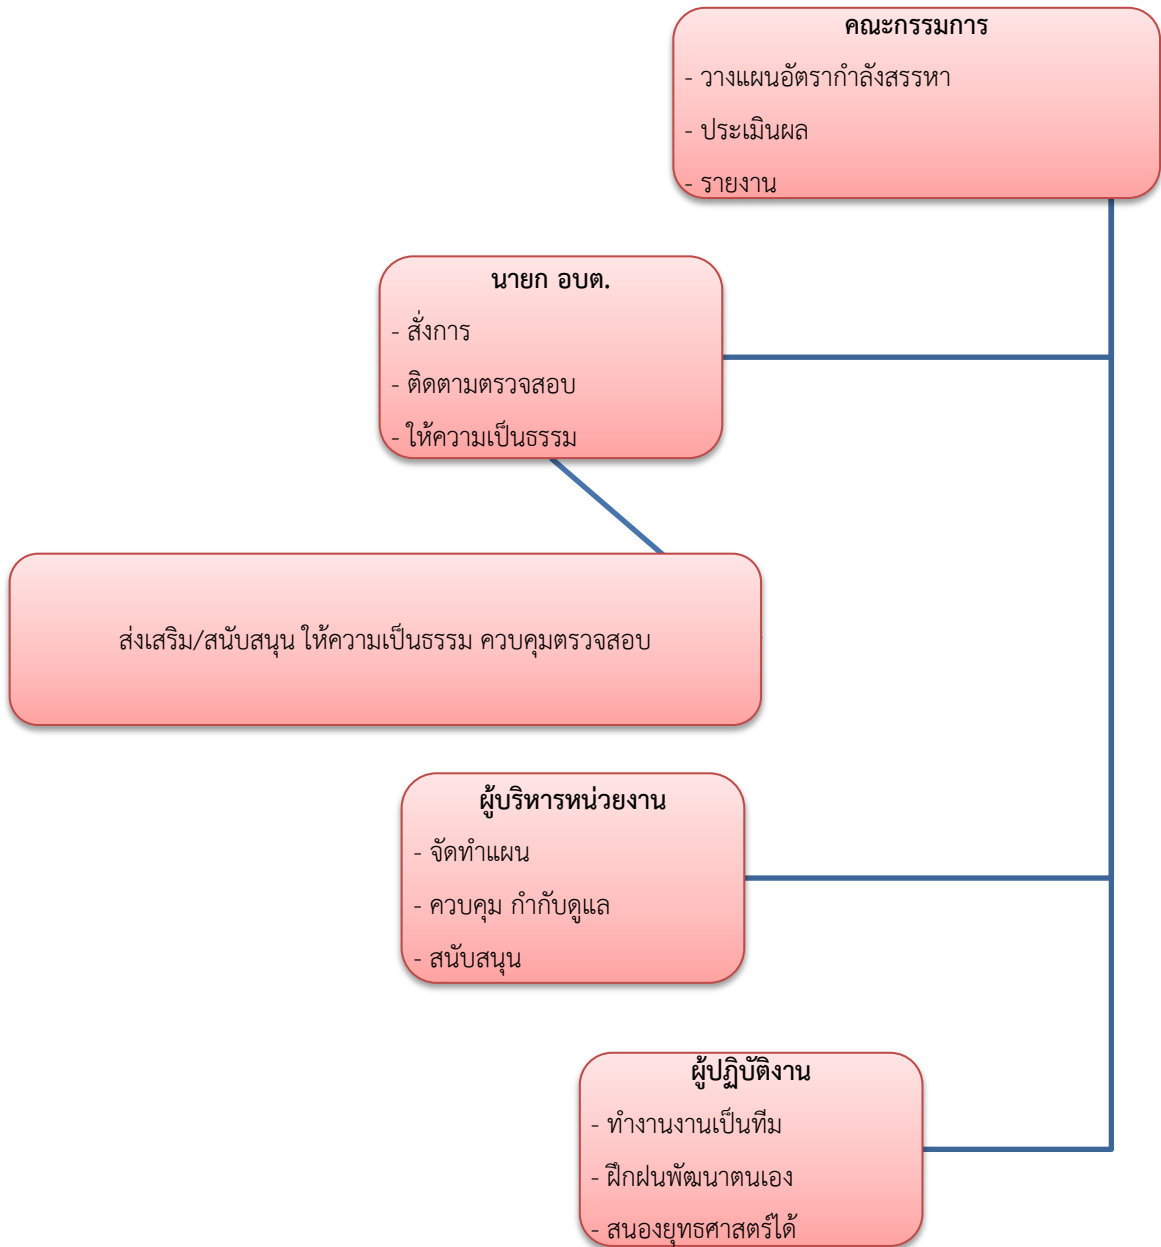 คณะกรรมการ
- วางแผนอัตรากำลังสรรหา
- ประเมินผล
- รายงาน
นายก อบต.
- สั่งการ
- ติดตามตรวจสอบ
- ให้ความเป็นธรรม
ส่งเสริม/สนับสนุน ให้ความเป็นธรรม ควบคุมตรวจสอบ
ผู้บริหารหน่วยงาน
- จัดทำแผน
- ควบคุม กำกับดูแล
- สนับสนุน
ผู้ปฏิบัติงาน
- ทำงานงานเป็นทีม
- ฝึกฝนพัฒนาตนเอง
- สนองยุทธศาสตร์ได้